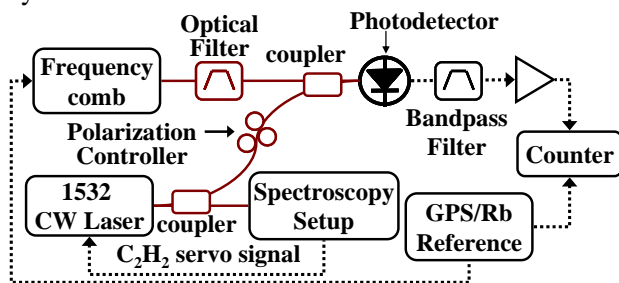 Optical
Filter
Photodetector
coupler
Frequency
comb
Polarization
Controller
Bandpass
Filter
Counter
1532
CW Laser
coupler
Spectroscopy
Setup
GPS/Rb
Reference
C₂H₂ servo signal